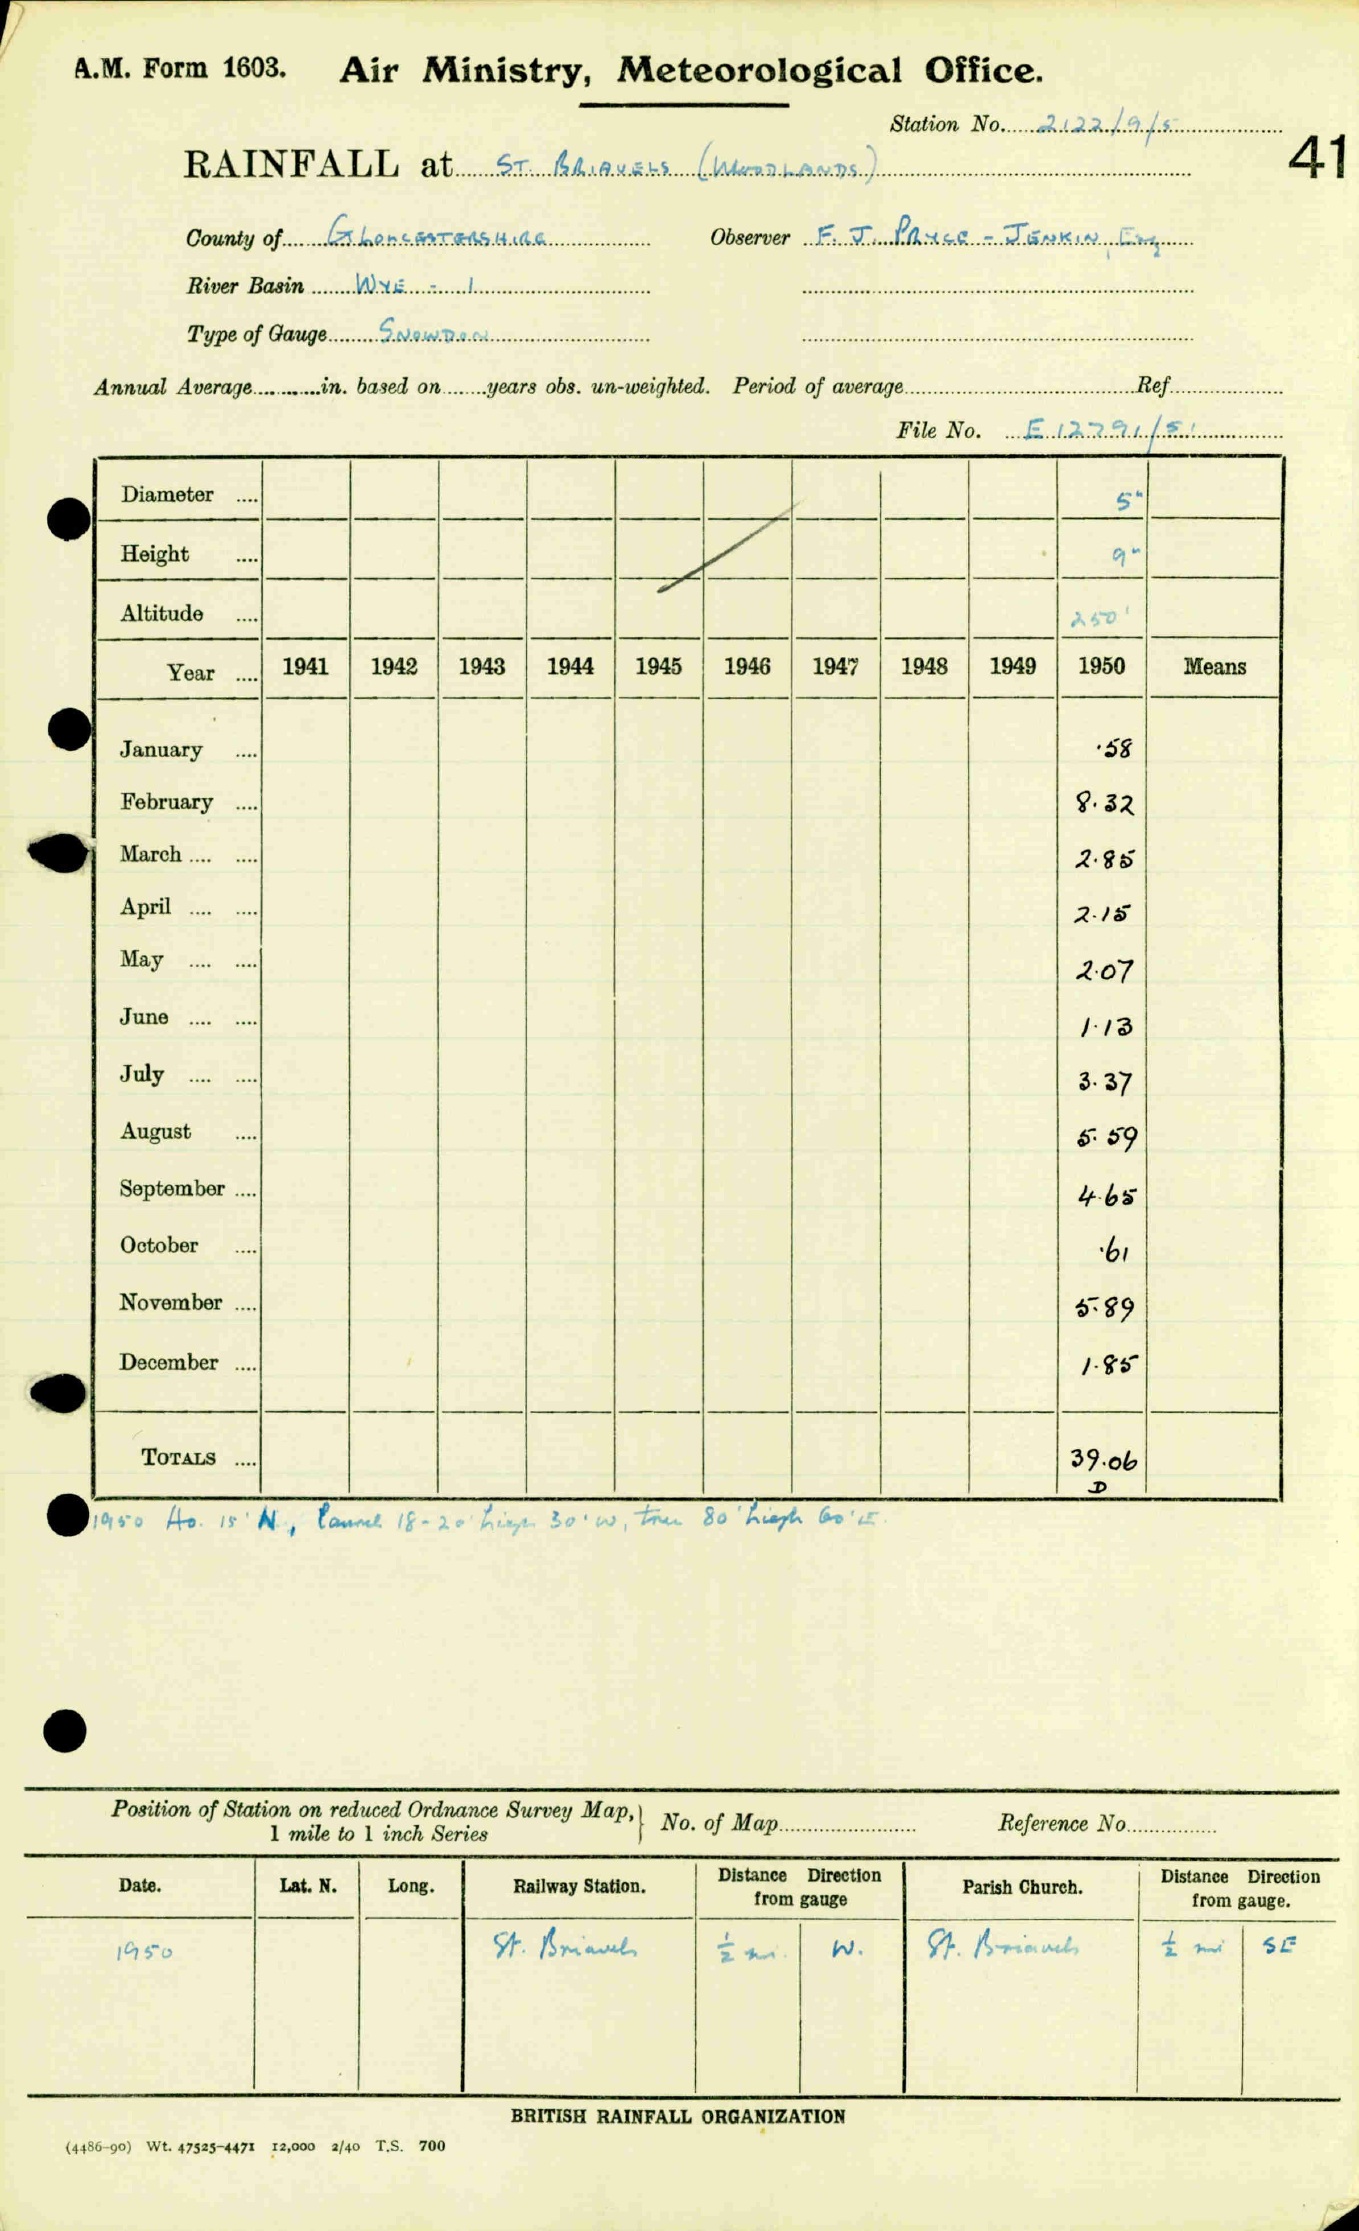 A.M. Form 1603. Air Ministry, Meteorological Office.
Station No. 2122/9/5
41
RAINFALL at ST. BRIAVELS (WOODLANDS)
County of GLOUCESTERSHIRE Observer F. J. PRYCE-JENKIN, Esq
River Basin WYE - 1
Type of Gauge SNOWDON
Annual Average in. based on years obs. un-weighted. Period of average Ref
File No. E 12791/51
Diameter .... 5"
Height .... 9"
Altitude .... 250'
Year .... 1941 1942 1943 1944 1945 1946 1947 1948 1949 1950 Means
January .... ·58
February .... 8·32
March .... .... 2·85
April .... .... 2·15
May .... .... 2·07
June .... .... 1·13
July .... .... 3·37
August .... 5·59
September .... 4·65
October .... ·61
November .... 5·89
December .... 1·85
TOTALS .... 39·06
D
1950 Ho. 15' N, laurel 18-20' high 30' W, tree 80' high 60' E.
Position of Station on reduced Ordnance Survey Map, } No. of Map Reference No.
1 mile to 1 inch Series
Date. Lat. N. Long. Railway Station. Distance Direction from gauge Parish Church. Distance Direction from gauge.
1950 St. Briavels ½ mi. W. St. Briavels ½ mi SE
BRITISH RAINFALL ORGANIZATION
(4486-90) Wt. 47525-4471 12,000 2/40 T.S. 700